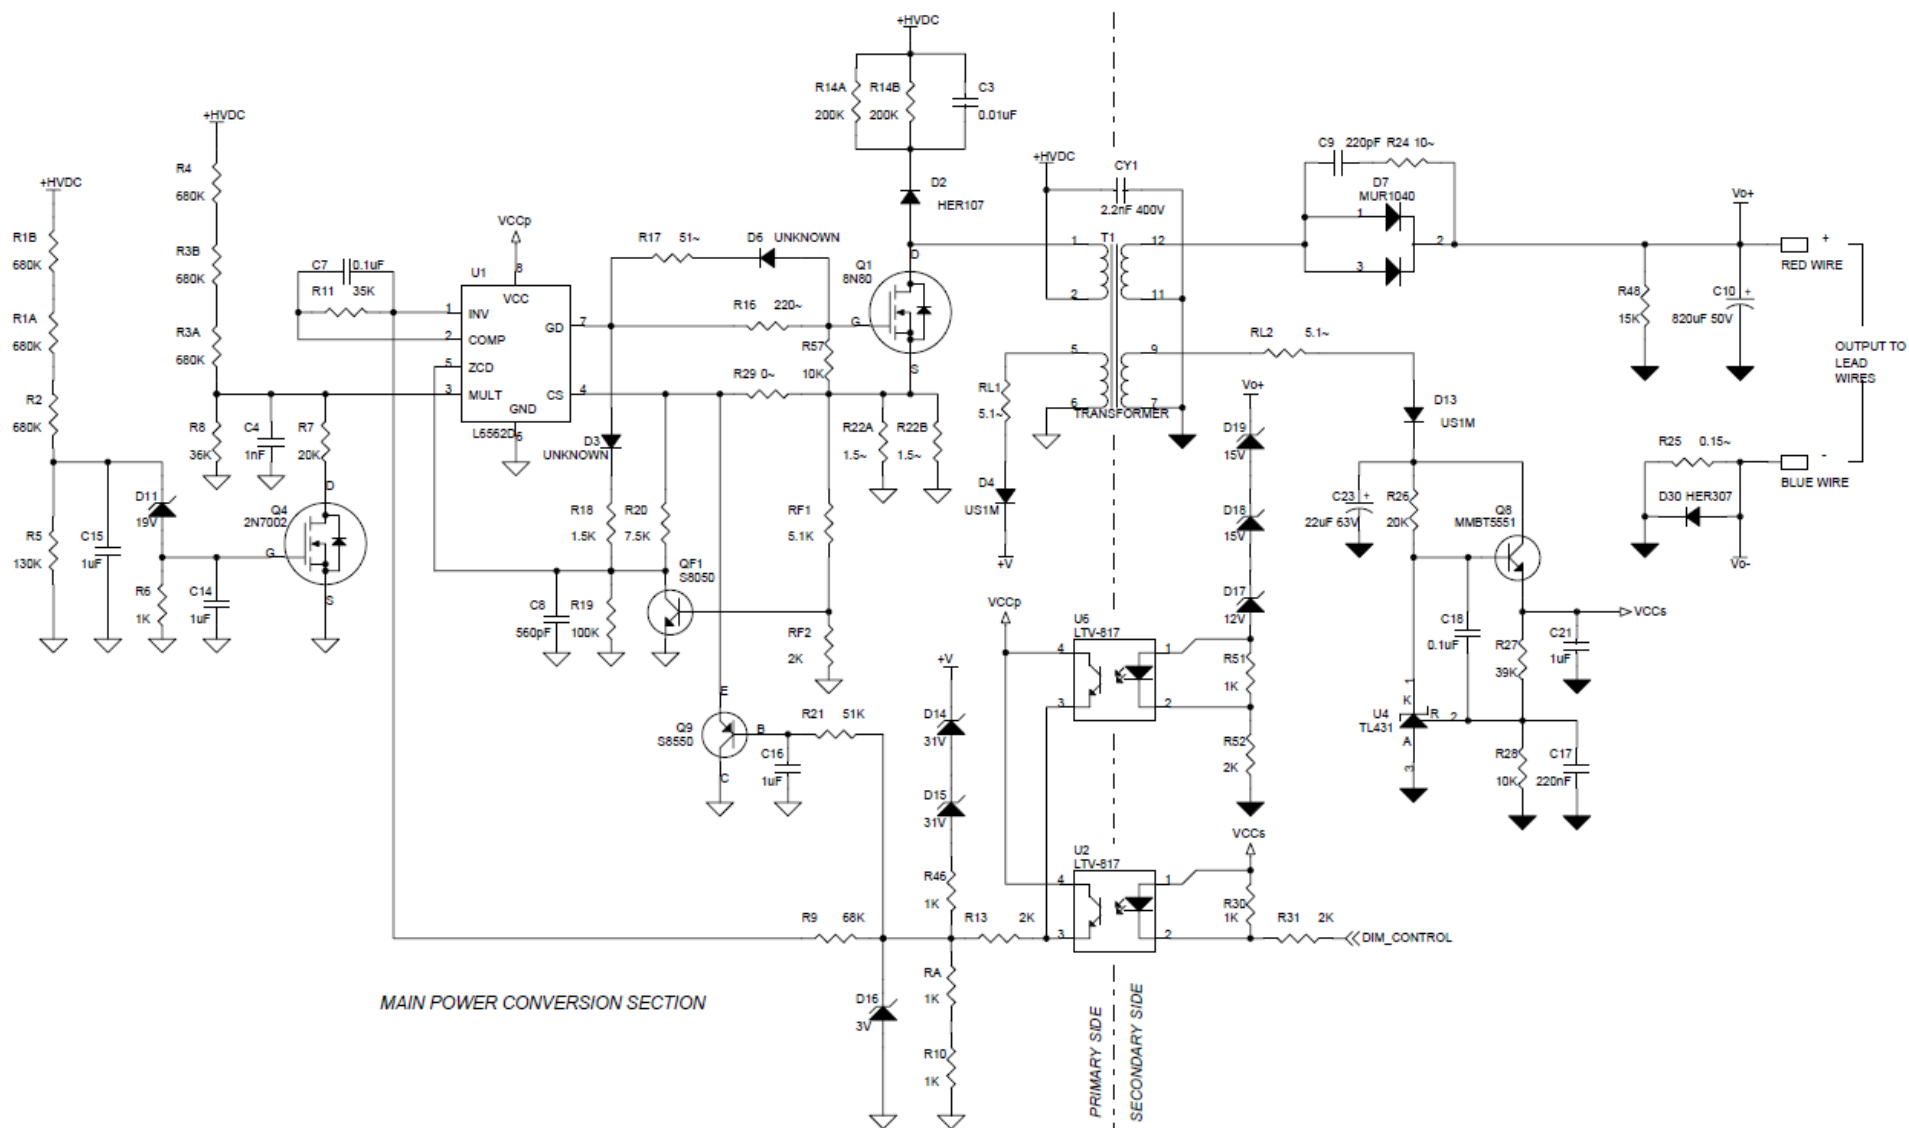 +HVDC
R14A
200K
R14B
200K
C3
0.01uF
D2
HER107
+HVDC
R4
680K
R3B
680K
R3A
680K
R8
36K
C4
1nF
R7
20K
+HVDC
R1B
680K
R1A
680K
R2
680K
R5
130K
C15
1uF
D11
19V
R6
1K
C14
1uF
Q4
2N7002
D
G
S
C7
0.1uF
R11
35K
VCCp
U1
8
VCC
1
INV
2
COMP
5
ZCD
3
MULT
GD
7
CS
4
GND
6
L6562D
R17
51~
D6
UNKNOWN
R16
220~
R57
10K
R29
0~
Q1
8N80
D
G
S
D3
UNKNOWN
R18
1.5K
R20
7.5K
R22A
1.5~
R22B
1.5~
RF1
5.1K
RF2
2K
QF1
S8050
C8
560pF
R19
100K
Q9
S8550
E
B
C
R21
51K
C16
1uF
+HVDC
CY1
2.2nF 400V
T1
1
2
5
6
12
11
9
7
TRANSFORMER
RL1
5.1~
D4
US1M
+V
C9
220pF
R24
10~
D7
MUR1040
1
3
2
Vo+
R48
15K
C10
+
820uF 50V
+
RED WIRE
OUTPUT TO
LEAD
WIRES
-
BLUE WIRE
R25
0.15~
D30 HER307
Vo-
RL2
5.1~
D13
US1M
C23
+
22uF 63V
R26
20K
Q8
MMBT5551
VCCs
C18
0.1uF
R27
39K
C21
1uF
U4
TL431
1
K
R
2
A
3
R28
10K
C17
220nF
Vo+
D19
15V
D18
15V
D17
12V
R51
1K
R52
2K
VCCp
U6
LTV-817
4
3
1
2
+V
D14
31V
D15
31V
R46
1K
R9
68K
R13
2K
RA
1K
R10
1K
D16
3V
U2
LTV-817
4
3
1
2
VCCs
R30
1K
R31
2K
DIM_CONTROL
MAIN POWER CONVERSION SECTION
PRIMARY SIDE
SECONDARY SIDE